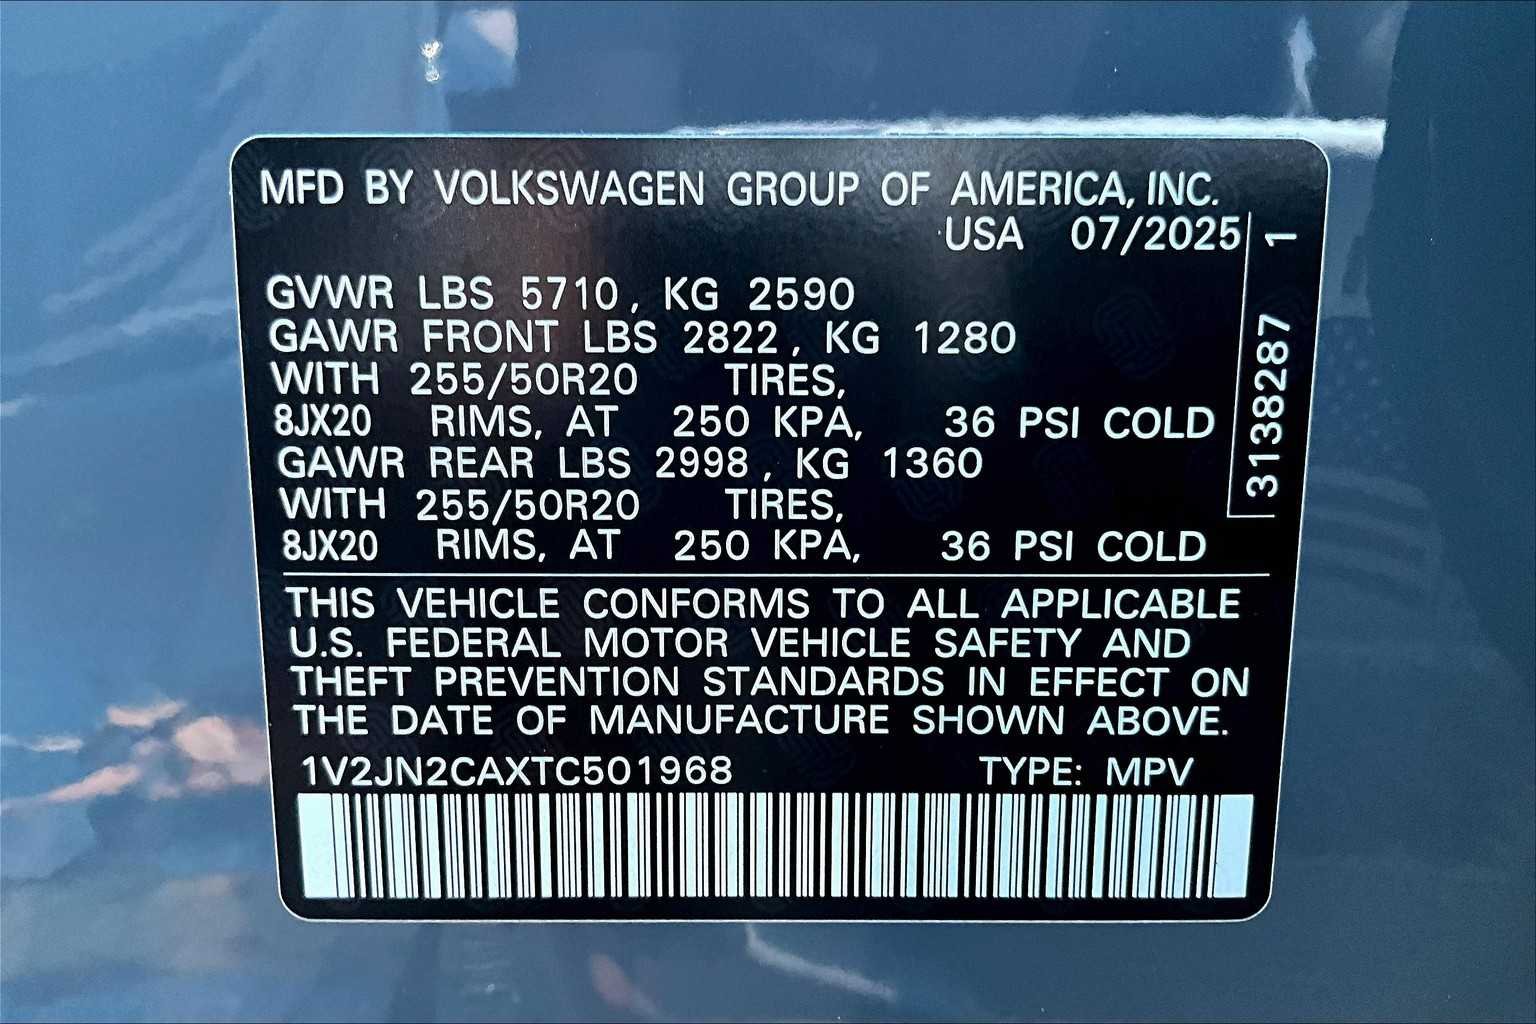 MFD BY VOLKSWAGEN GROUP OF AMERICA, INC.
USA 07/2025
GVWR LBS 5710, KG 2590
GAWR FRONT LBS 2822, KG 1280
WITH 255/50R20 TIRES,
8JX20 RIMS, AT 250 KPA, 36 PSI COLD
GAWR REAR LBS 2998, KG 1360
WITH 255/50R20 TIRES,
8JX20 RIMS, AT 250 KPA, 36 PSI COLD
3138287 1
THIS VEHICLE CONFORMS TO ALL APPLICABLE
U.S. FEDERAL MOTOR VEHICLE SAFETY AND
THEFT PREVENTION STANDARDS IN EFFECT ON
THE DATE OF MANUFACTURE SHOWN ABOVE.
1V2JN2CAXTC501968 TYPE: MPV